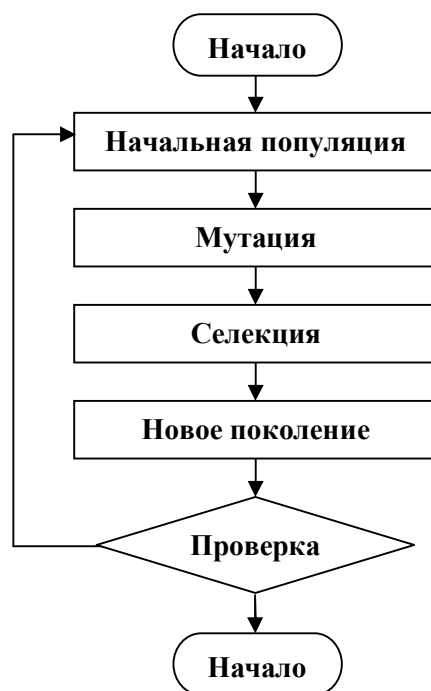 Начало
Начальная популяция
Мутация
Селекция
Новое поколение
Проверка
Начало